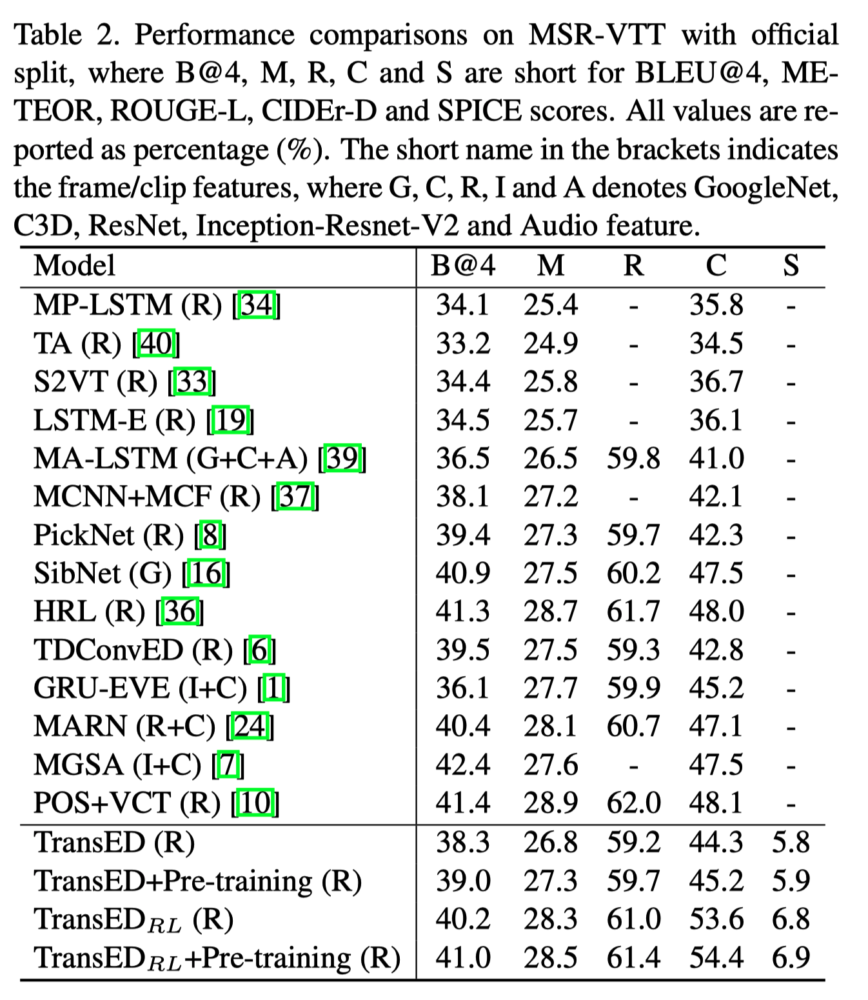 Table 2. Performance comparisons on MSR-VTT with official
split, where B@4, M, R, C and S are short for BLEU@4, ME-
TEOR, ROUGE-L, CIDEr-D and SPICE scores. All values are re-
ported as percentage (%). The short name in the brackets indicates
the frame/clip features, where G, C, R, I and A denotes GoogleNet,
C3D, ResNet, Inception-Resnet-V2 and Audio feature.
Model B@4 M R C S
MP-LSTM (R) [34] 34.1 25.4 - 35.8 -
TA (R) [40] 33.2 24.9 - 34.5 -
S2VT (R) [33] 34.4 25.8 - 36.7 -
LSTM-E (R) [19] 34.5 25.7 - 36.1 -
MA-LSTM (G+C+A) [39] 36.5 26.5 59.8 41.0 -
MCNN+MCF (R) [37] 38.1 27.2 - 42.1 -
PickNet (R) [8] 39.4 27.3 59.7 42.3 -
SibNet (G) [16] 40.9 27.5 60.2 47.5 -
HRL (R) [36] 41.3 28.7 61.7 48.0 -
TDConvED (R) [6] 39.5 27.5 59.3 42.8 -
GRU-EVE (I+C) [1] 36.1 27.7 59.9 45.2 -
MARN (R+C) [24] 40.4 28.1 60.7 47.1 -
MGSA (I+C) [7] 42.4 27.6 - 47.5 -
POS+VCT (R) [10] 41.4 28.9 62.0 48.1 -
TransED (R) 38.3 26.8 59.2 44.3 5.8
TransED+Pre-training (R) 39.0 27.3 59.7 45.2 5.9
TransED_RL (R) 40.2 28.3 61.0 53.6 6.8
TransED_RL+Pre-training (R) 41.0 28.5 61.4 54.4 6.9